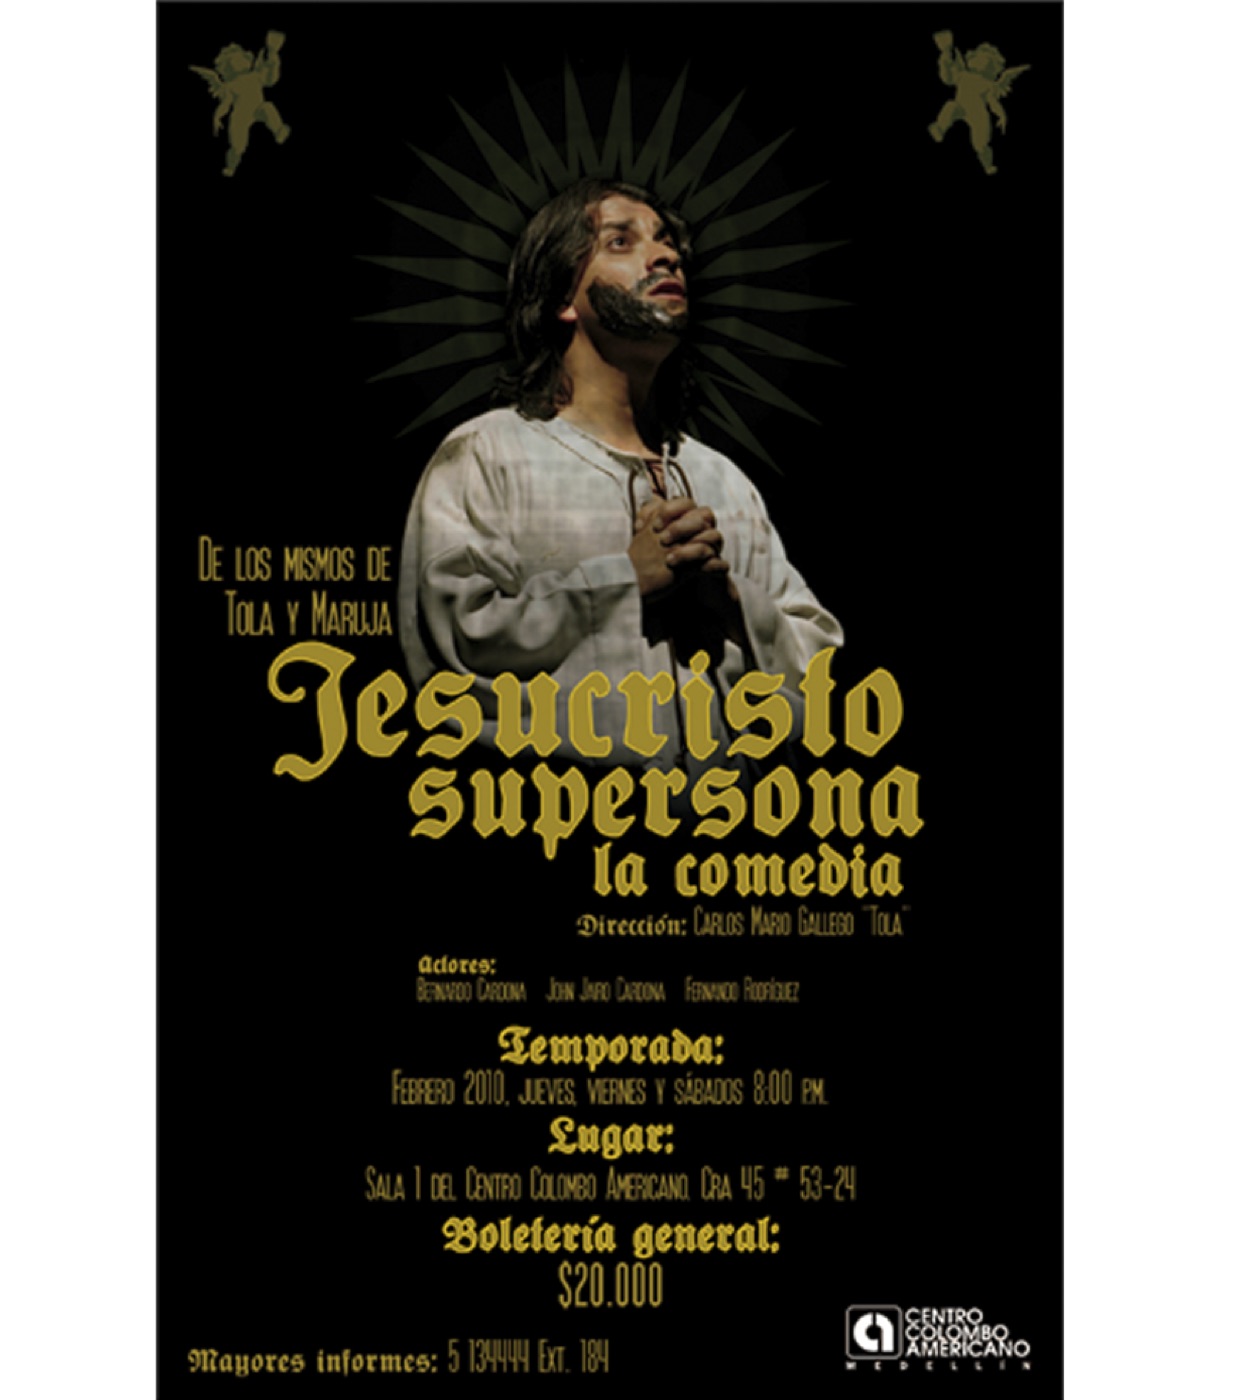 De los mismos de
Tola y Maruja
Jesucristo
supersona
la comedia
Dirección: Carlos Mario Gallego "Tola"
Actores:
Bernardo Cardona John Jairo Cardona Fernando Rodríguez
Temporada:
Febrero 2010, jueves, viernes y sábados 8:00 p.m.
Lugar:
Sala 1 del Centro Colombo Americano. Cra 45 # 53-24
Boletería general:
$20.000
Mayores informes: 5 134444 Ext. 184
CENTRO
COLOMBO
AMERICANO
MEDELLÍN